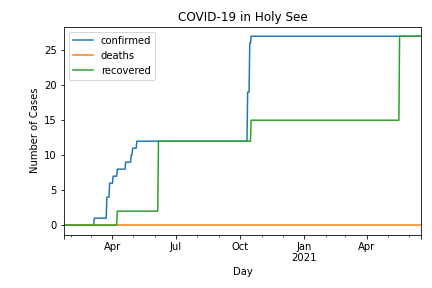 COVID-19 in Holy See
confirmed
deaths
recovered
Number of Cases
25
20
15
10
5
0
Apr Jul Oct Jan Apr
2021
Day